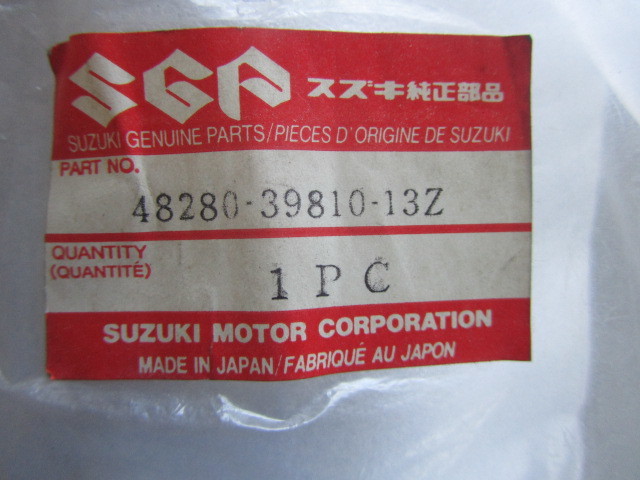 SGP スズキ純正部品
SUZUKI GENUINE PARTS/PIECES D'ORIGINE DE SUZUKI
PART NO.
48280-39810-13Z
QUANTITY
(QUANTITÉ)
1 PC
SUZUKI MOTOR CORPORATION
MADE IN JAPAN/FABRIQUÉ AU JAPON